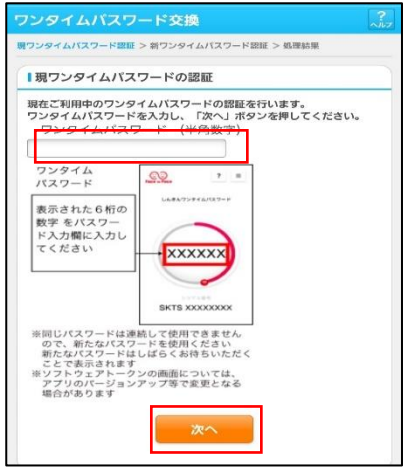 ワンタイムパスワード交換
?
ヘルプ
現ワンタイムパスワード認証 > 新ワンタイムパスワード認証 > 処理結果
現ワンタイムパスワードの認証
現在ご利用中のワンタイムパスワードの認証を行います。
ワンタイムパスワードを入力し、「次へ」ボタンを押してください。
ワンタイムパスワード (半角数字)
ワンタイム
パスワード
?
しんきんワンタイムパスワード
表示された6桁の
数字 をパスワー
ド入力欄に入力し
てください
XXXXXX
SKTS XXXXXXXX
※同じパスワードは連続して使用できません
ので、新たなパスワードを使用ください
新たなパスワードはしばらくお待ちいただく
ことで表示されます
※ソフトウェアトークンの画面については、
アプリのバージョンアップ等で変更となる
場合があります
次へ